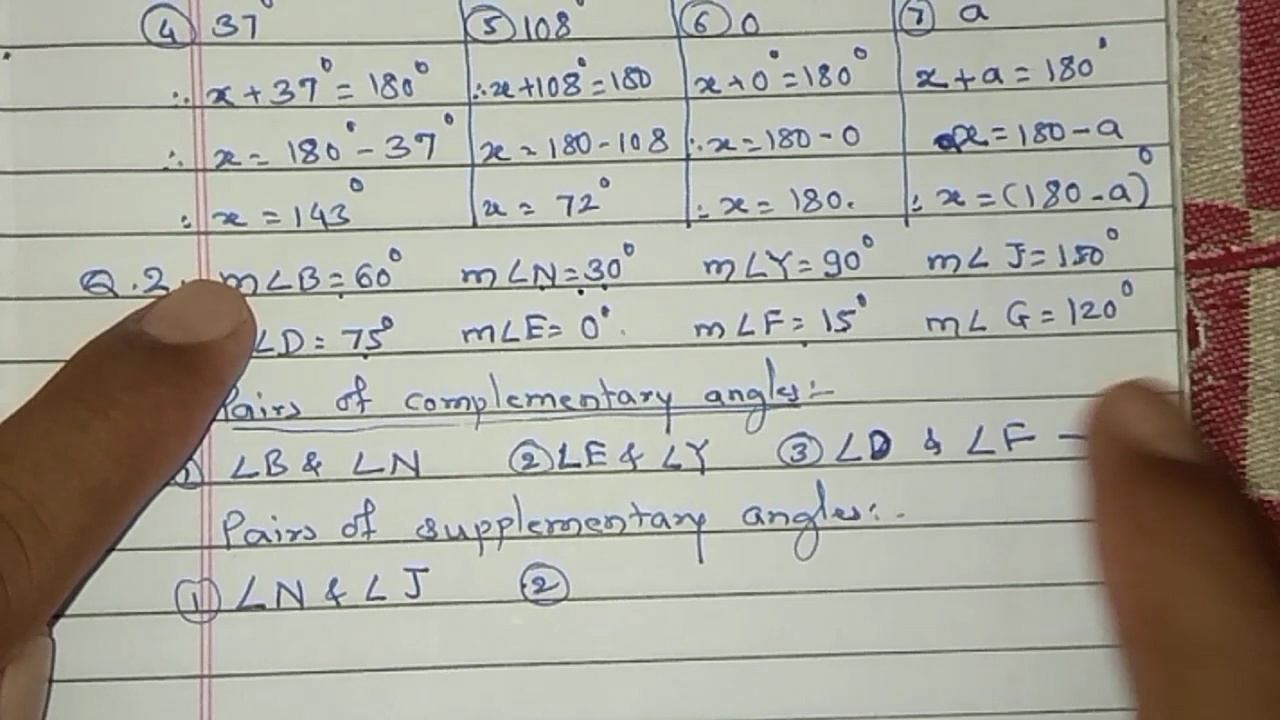 ④ 37° ⑤ 108° ⑥ 0 ⑦ a
∴ x + 37° = 180° ∴ x + 108° = 180 x + 0° = 180° x + a = 180°
∴ x = 180° - 37° x = 180 - 108 ∴ x = 180 - 0 x = 180 - a
∴ x = 143° x = 72° ∴ x = 180. ∴ x = (180 - a)°
Q.2. m∠B = 60° m∠N = 30° m∠Y = 90° m∠J = 150°
∠D = 75° m∠E = 0°. m∠F = 15° m∠G = 120°
Pairs of complementary angles:-
∠B & ∠N ② ∠E & ∠Y ③ ∠D & ∠F -
Pairs of supplementary angles:-
① ∠N & ∠J ②